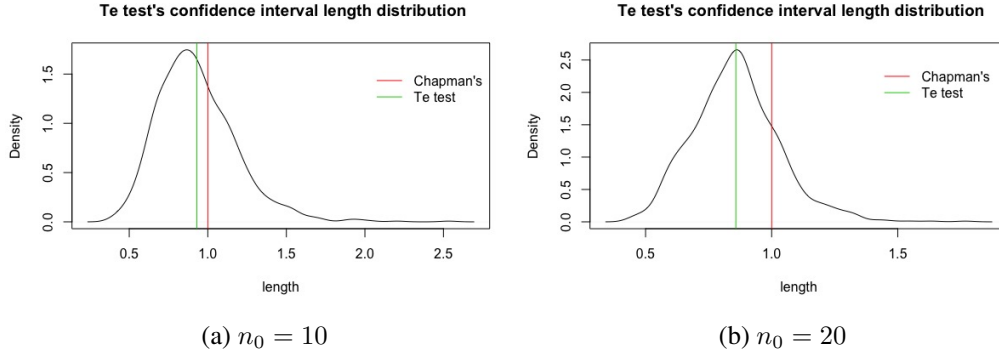 Te test's confidence interval length distribution
Density
0.0
0.5
1.0
1.5
0.5
1.0
1.5
2.0
2.5
length
Chapman's
Te test
(a) n₀ = 10
Te test's confidence interval length distribution
Density
0.0
0.5
1.0
1.5
2.0
2.5
0.5
1.0
1.5
length
Chapman's
Te test
(b) n₀ = 20